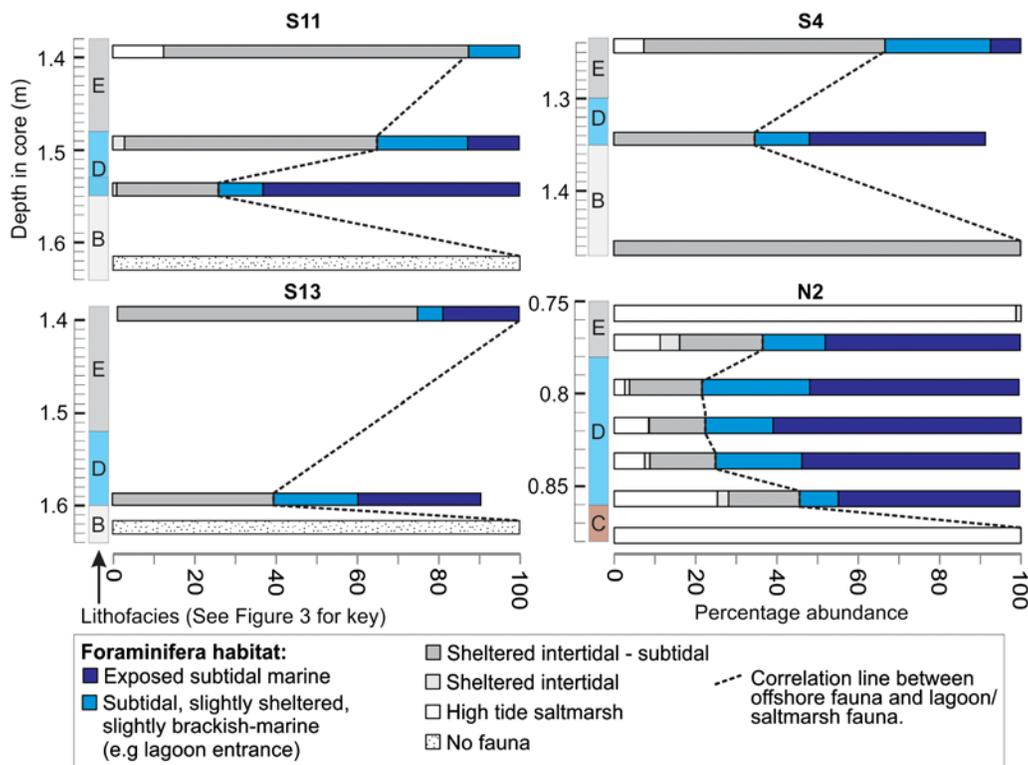 S11
S4
Depth in core (m)
1.4
1.5
1.6
E
D
B
1.3
1.4
E
D
B
S13
N2
1.4
1.5
1.6
E
D
B
0.75
0.8
0.85
E
D
C
0 20 40 60 80 100
0 20 40 60 80 100
Lithofacies (See Figure 3 for key)
Percentage abundance
Foraminifera habitat:
Exposed subtidal marine
Subtidal, slightly sheltered,
slightly brackish-marine
(e.g lagoon entrance)
Sheltered intertidal - subtidal
Sheltered intertidal
High tide saltmarsh
No fauna
Correlation line between
offshore fauna and lagoon/
saltmarsh fauna.